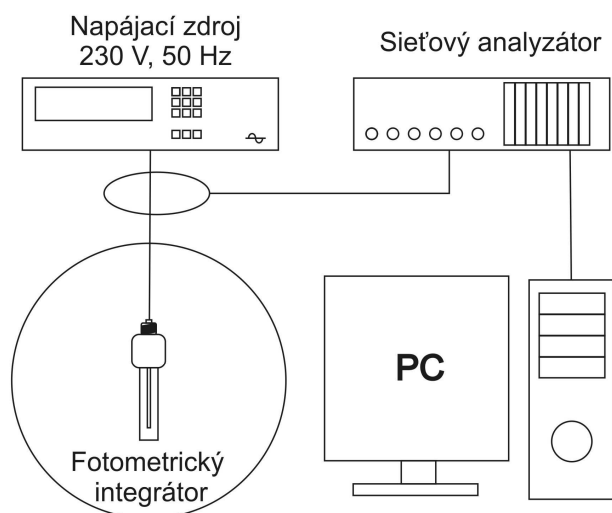 Napájací zdroj
230 V, 50 Hz
Sieťový analyzátor
PC
Fotometrický
integrátor